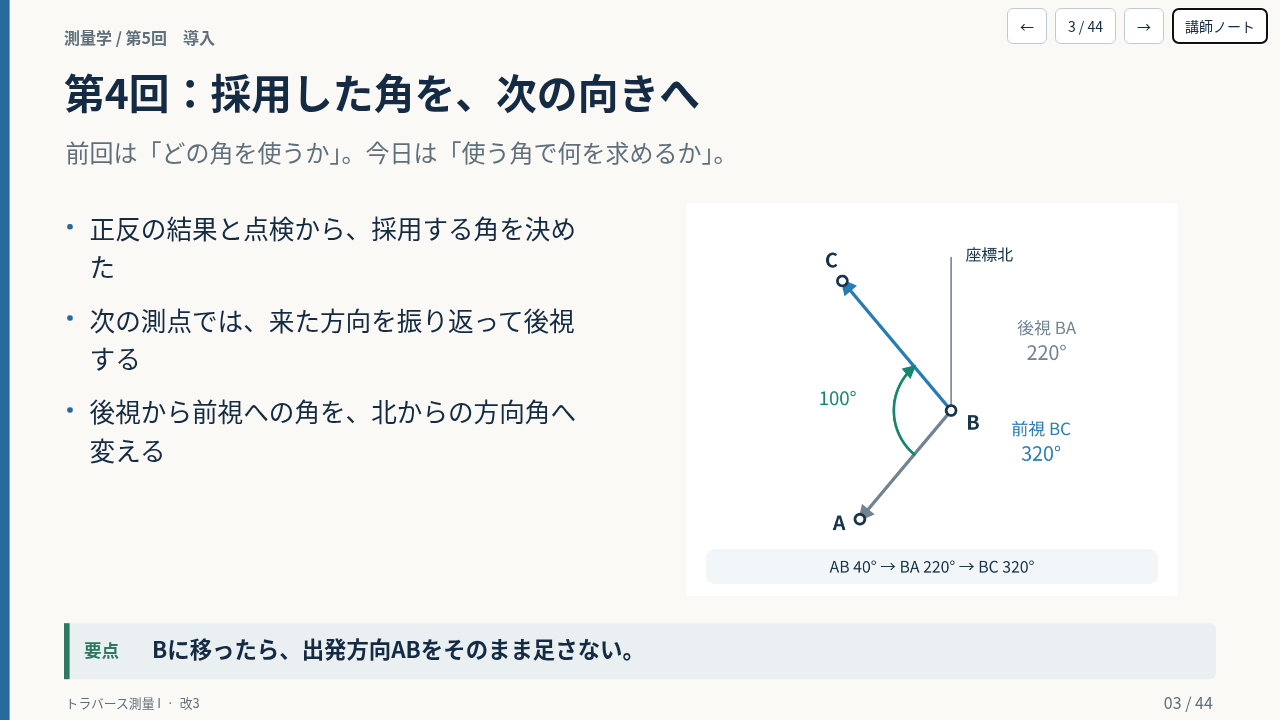 測量学 / 第5回　導入
←
3 / 44
→
講師ノート
第4回：採用した角を、次の向きへ
前回は「どの角を使うか」。今日は「使う角で何を求めるか」。
• 正反の結果と点検から、採用する角を決め
た
• 次の測点では、来た方向を振り返って後視
する
• 後視から前視への角を、北からの方向角へ
変える
C
座標北
後視 BA
220°
100°
B
前視 BC
320°
A
AB 40° → BA 220° → BC 320°
要点　Bに移ったら、出発方向ABをそのまま足さない。
トラバース測量 I · 改3
03 / 44